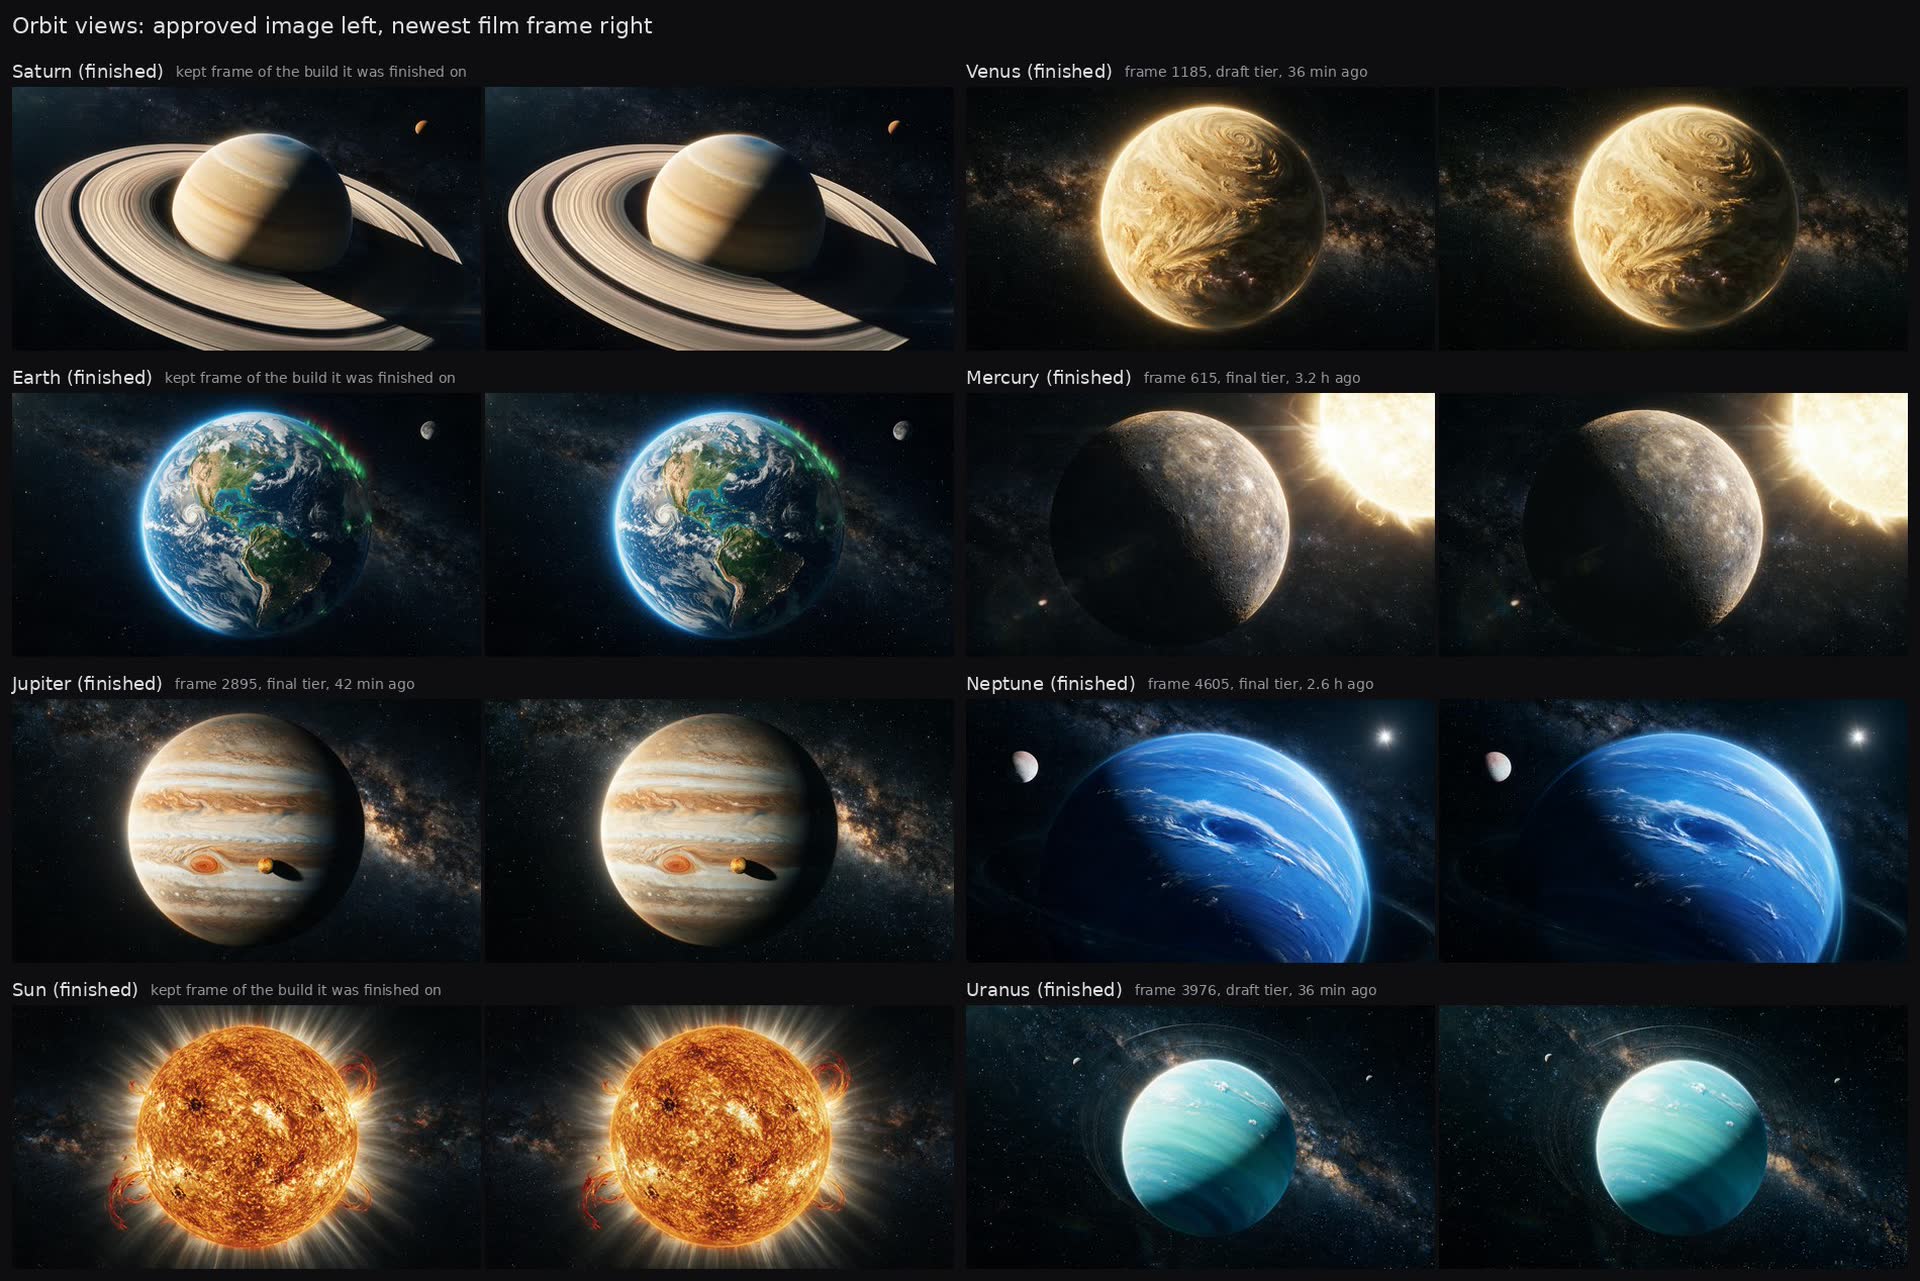 Orbit views: approved image left, newest film frame right
Saturn (finished) kept frame of the build it was finished on
Venus (finished) frame 1185, draft tier, 36 min ago
Earth (finished) kept frame of the build it was finished on
Mercury (finished) frame 615, final tier, 3.2 h ago
Jupiter (finished) frame 2895, final tier, 42 min ago
Neptune (finished) frame 4605, final tier, 2.6 h ago
Sun (finished) kept frame of the build it was finished on
Uranus (finished) frame 3976, draft tier, 36 min ago